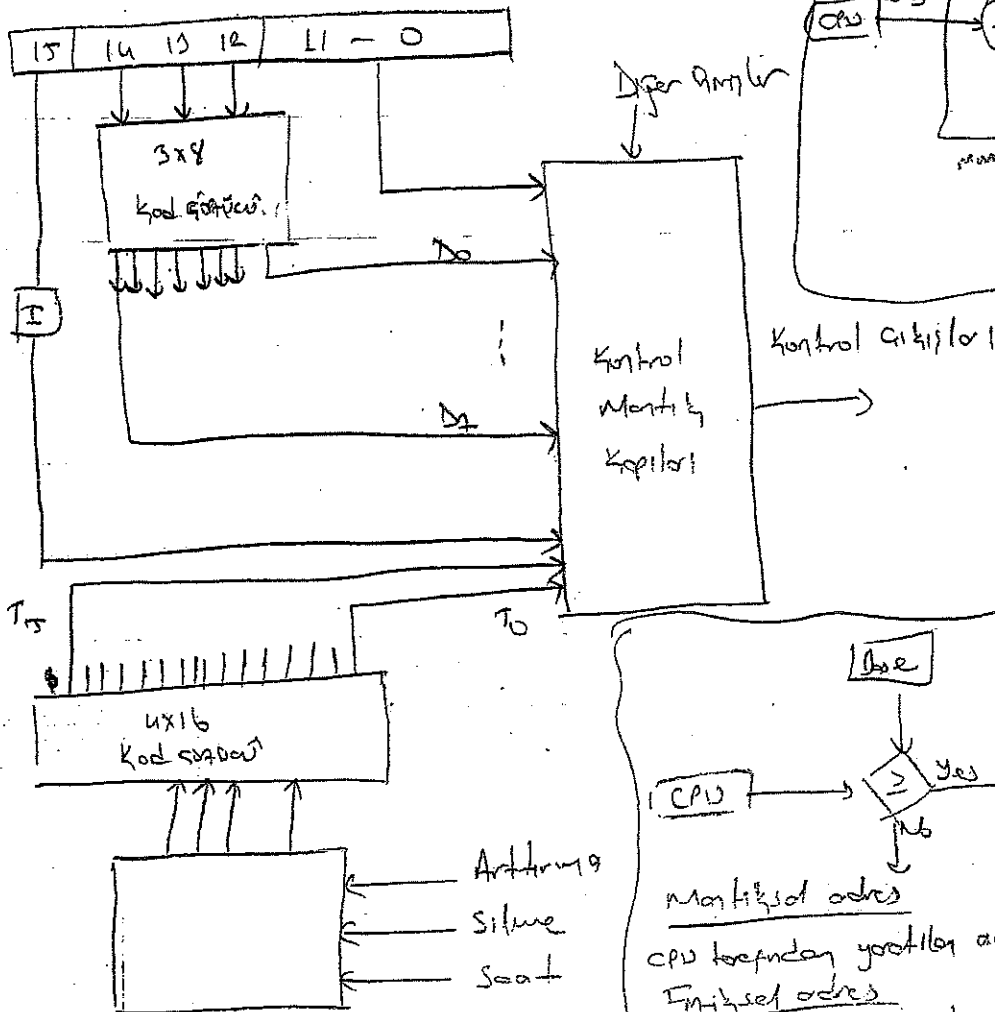 15 14 13 12 11 - 0
CPU
Diğer Girişler
3x8
Kod çözücü
D0
I
Kontrol
Mantık
Kapıları
Kontrol Çıkışları
D7
T15
T0
4x16
Kod çözücü
Base
CPU
≥
Yes
No
Arttırma
Silme
Saat
Mantıksal adres
CPU tarafından yaratılan
adres